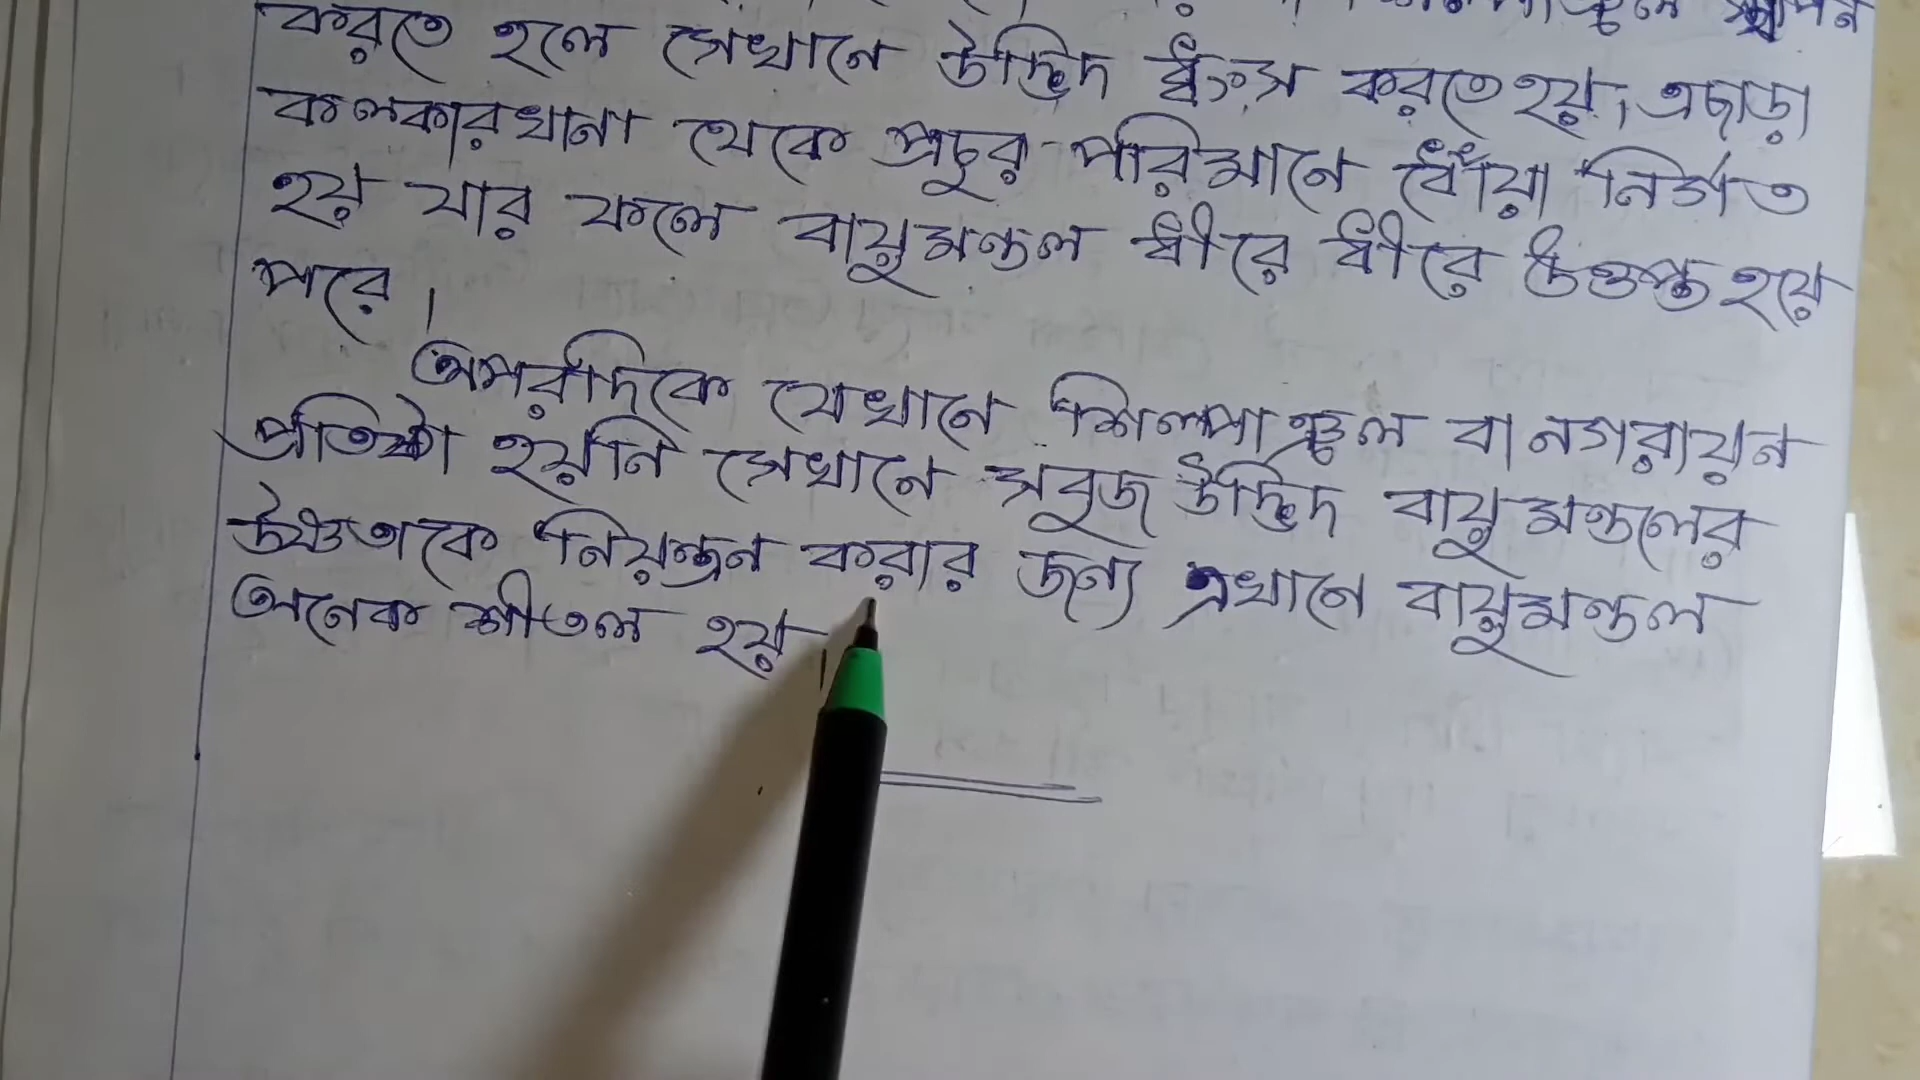 স্থাপন
করতে হলে সেখানে উদ্ভিদ ধ্বংস করতে হয়। এছাড়া
কলকারখানা থেকে প্রচুর পরিমানে ধোঁয়া নির্গত
হয় যার ফলে বায়ুমন্ডল ধীরে ধীরে উত্তপ্ত হয়ে
পরে।
অপরদিকে যেখানে শিল্পাঞ্চল বা নগরায়ন
প্রতিষ্ঠা হয়নি সেখানে সবুজ উদ্ভিদ বায়ুমন্ডলের
উষ্ণতাকে নিয়ন্ত্রন করার জন্য এখানে বায়ুমন্ডল
অনেক শীতল হয়।